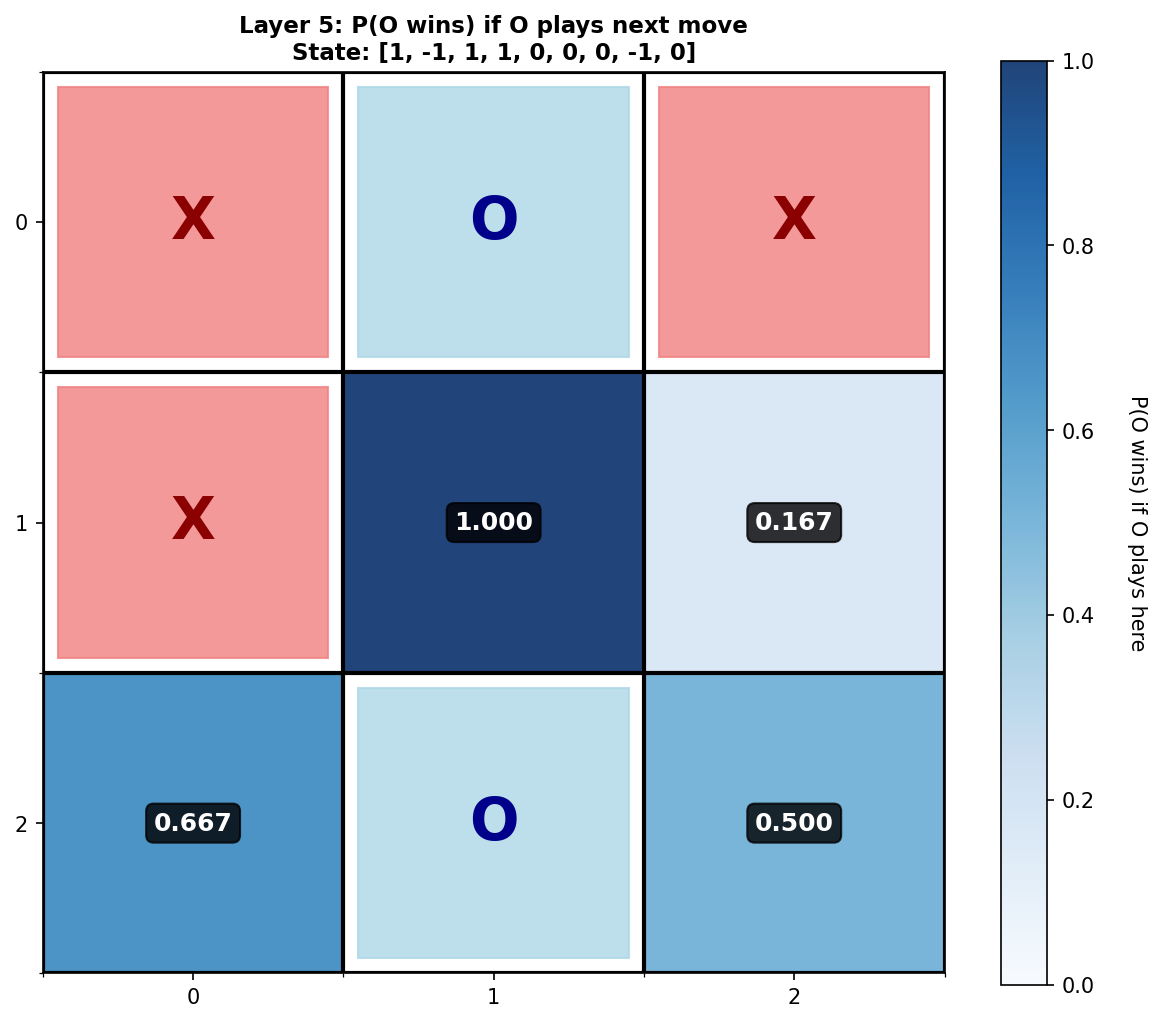 Layer 5: P(O wins) if O plays next move
State: [1, -1, 1, 1, 0, 0, 0, -1, 0]
0
X
O
X
1
X
1.000
0.167
2
0.667
O
0.500
0
1
2
1.0
0.8
0.6
0.4
0.2
0.0
P(O wins) if O plays here